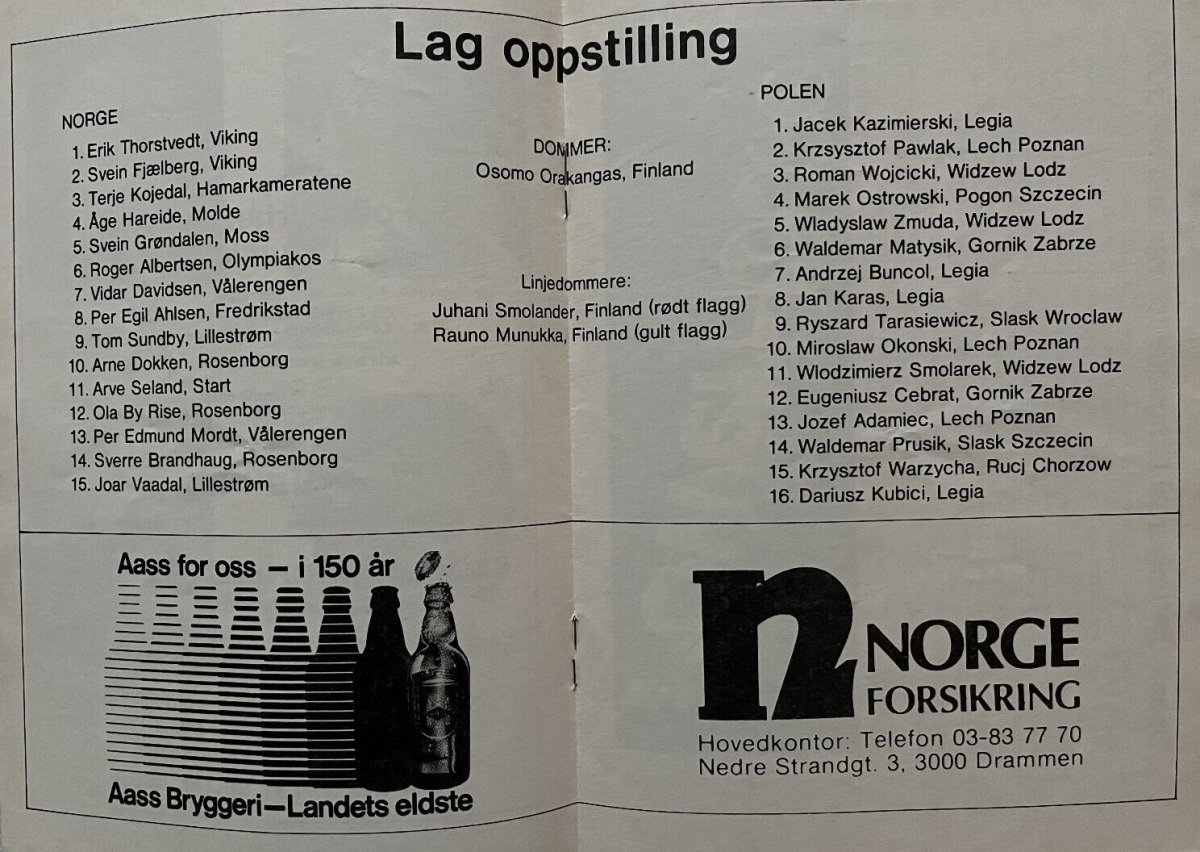 Lag oppstilling
NORGE
1. Erik Thorstvedt, Viking
2. Svein Fjælberg, Viking
3. Terje Kojedal, Hamarkameratene
4. Åge Hareide, Molde
5. Svein Grøndalen, Moss
6. Roger Albertsen, Olympiakos
7. Vidar Davidsen, Vålerengen
8. Per Egil Ahlsen, Fredrikstad
9. Tom Sundby, Lillestrøm
10. Arne Dokken, Rosenborg
11. Arve Seland, Start
12. Ola By Rise, Rosenborg
13. Per Edmund Mordt, Vålerengen
14. Sverre Brandhaug, Rosenborg
15. Joar Vaadal, Lillestrøm
DOMMER:
Osomo Orakangas, Finland
Linjedommere:
Juhani Smolander, Finland (rødt flagg)
Rauno Munukka, Finland (gult flagg)
POLEN
1. Jacek Kazimierski, Legia
2. Krzsysztof Pawlak, Lech Poznan
3. Roman Wojcicki, Widzew Lodz
4. Marek Ostrowski, Pogon Szczecin
5. Wladyslaw Zmuda, Widzew Lodz
6. Waldemar Matysik, Gornik Zabrze
7. Andrzej Buncol, Legia
8. Jan Karas, Legia
9. Ryszard Tarasiewicz, Slask Wroclaw
10. Miroslaw Okonski, Lech Poznan
11. Wlodzimierz Smolarek, Widzew Lodz
12. Eugeniusz Cebrat, Gornik Zabrze
13. Jozef Adamiec, Lech Poznan
14. Waldemar Prusik, Slask Szczecin
15. Krzysztof Warzycha, Rucj Chorzow
16. Dariusz Kubici, Legia
Aass for oss – i 150 år
Aass Bryggeri – Landets eldste
n NORGE
FORSIKRING
Hovedkontor: Telefon 03-83 77 70
Nedre Strandgt. 3, 3000 Drammen